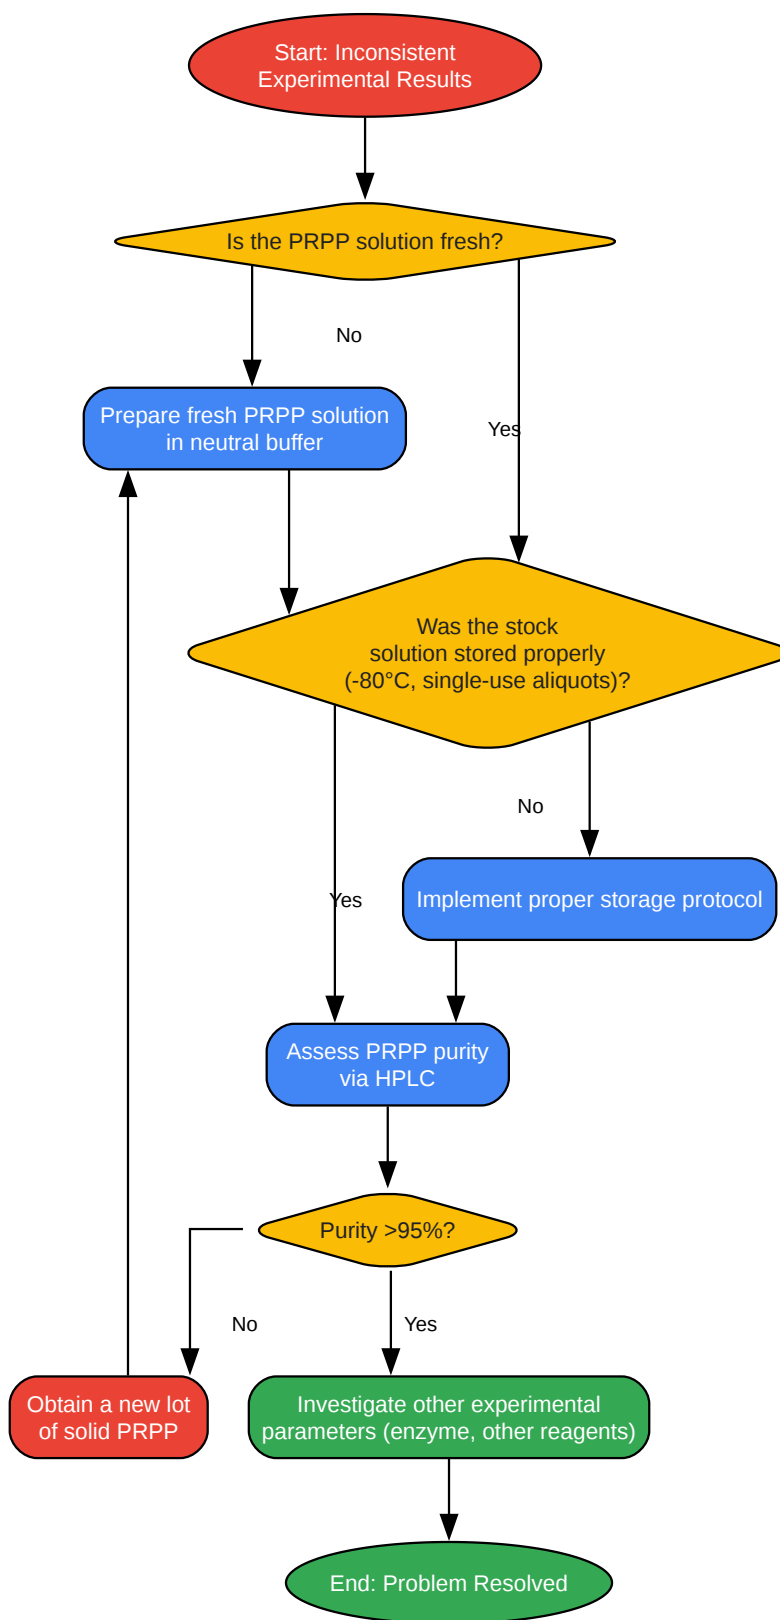 Start: Inconsistent
Experimental Results
Is the PRPP solution fresh?
No
Prepare fresh PRPP solution
in neutral buffer
Yes
Was the stock
solution stored properly
(-80°C, single-use aliquots)?
No
Yes
Implement proper storage protocol
Assess PRPP purity
via HPLC
Purity >95%?
No
Yes
Obtain a new lot
of solid PRPP
Investigate other experimental
parameters (enzyme, other reagents)
End: Problem Resolved